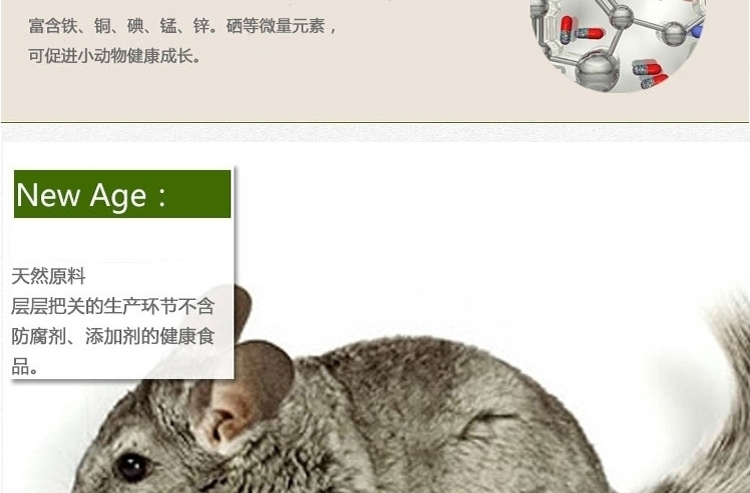 富含铁、铜、碘、锰、锌。硒等微量元素，
可促进小动物健康成长。
New Age：
天然原料
层层把关的生产环节不含
防腐剂、添加剂的健康食
品。